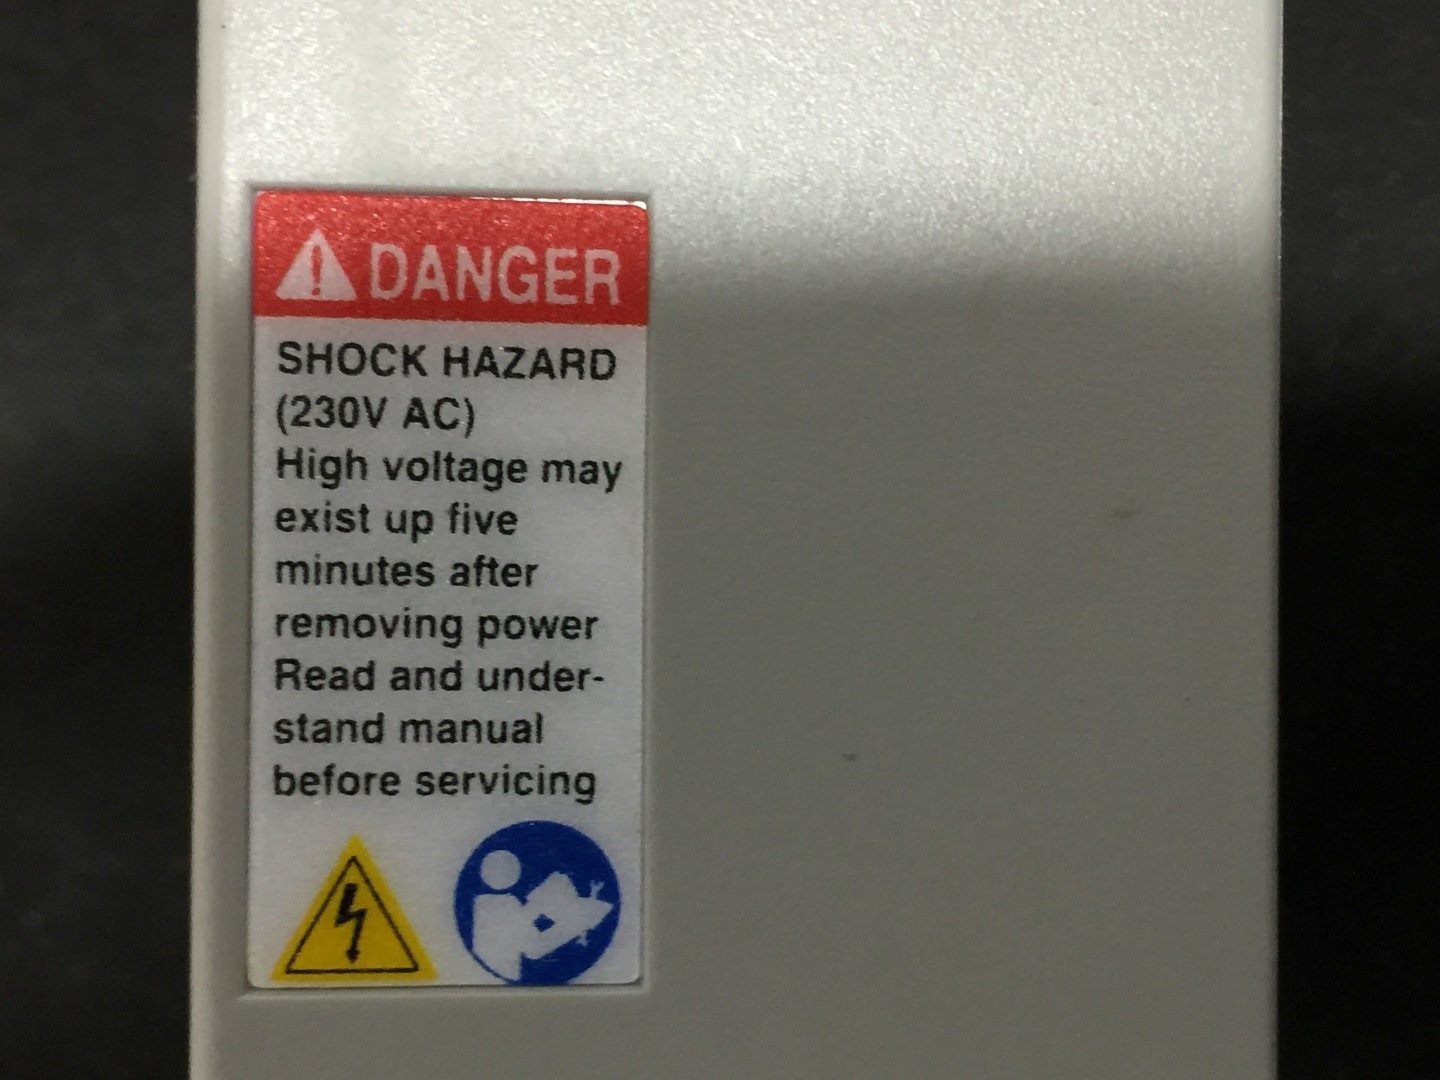 DANGER
SHOCK HAZARD
(230V AC)
High voltage may
exist up five
minutes after
removing power
Read and under-
stand manual
before servicing